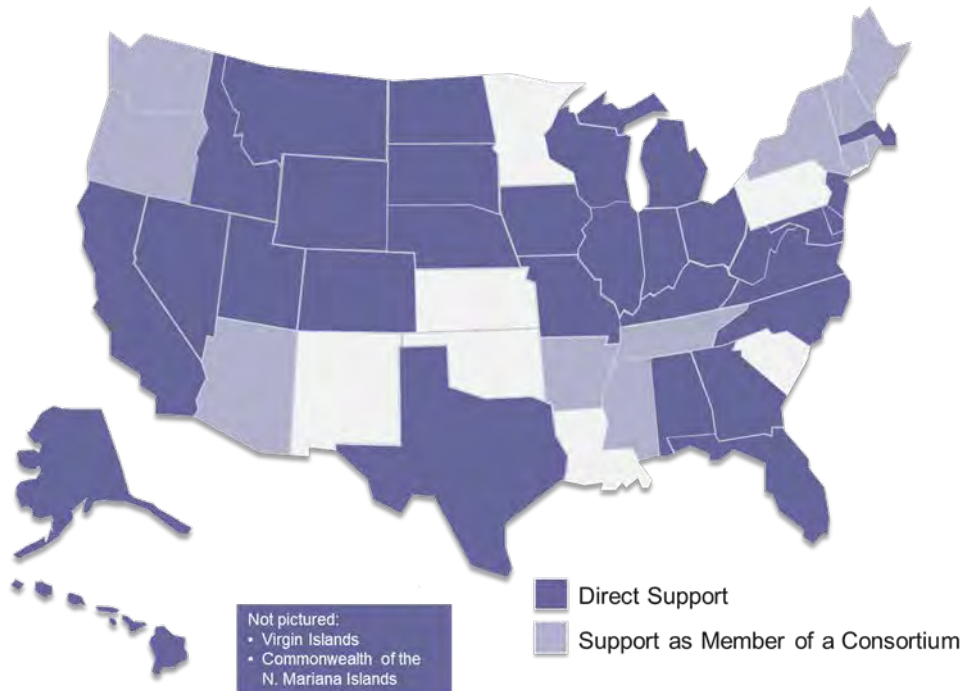 Not pictured:
• Virgin Islands
• Commonwealth of the
N. Mariana Islands
Direct Support
Support as Member of a Consortium